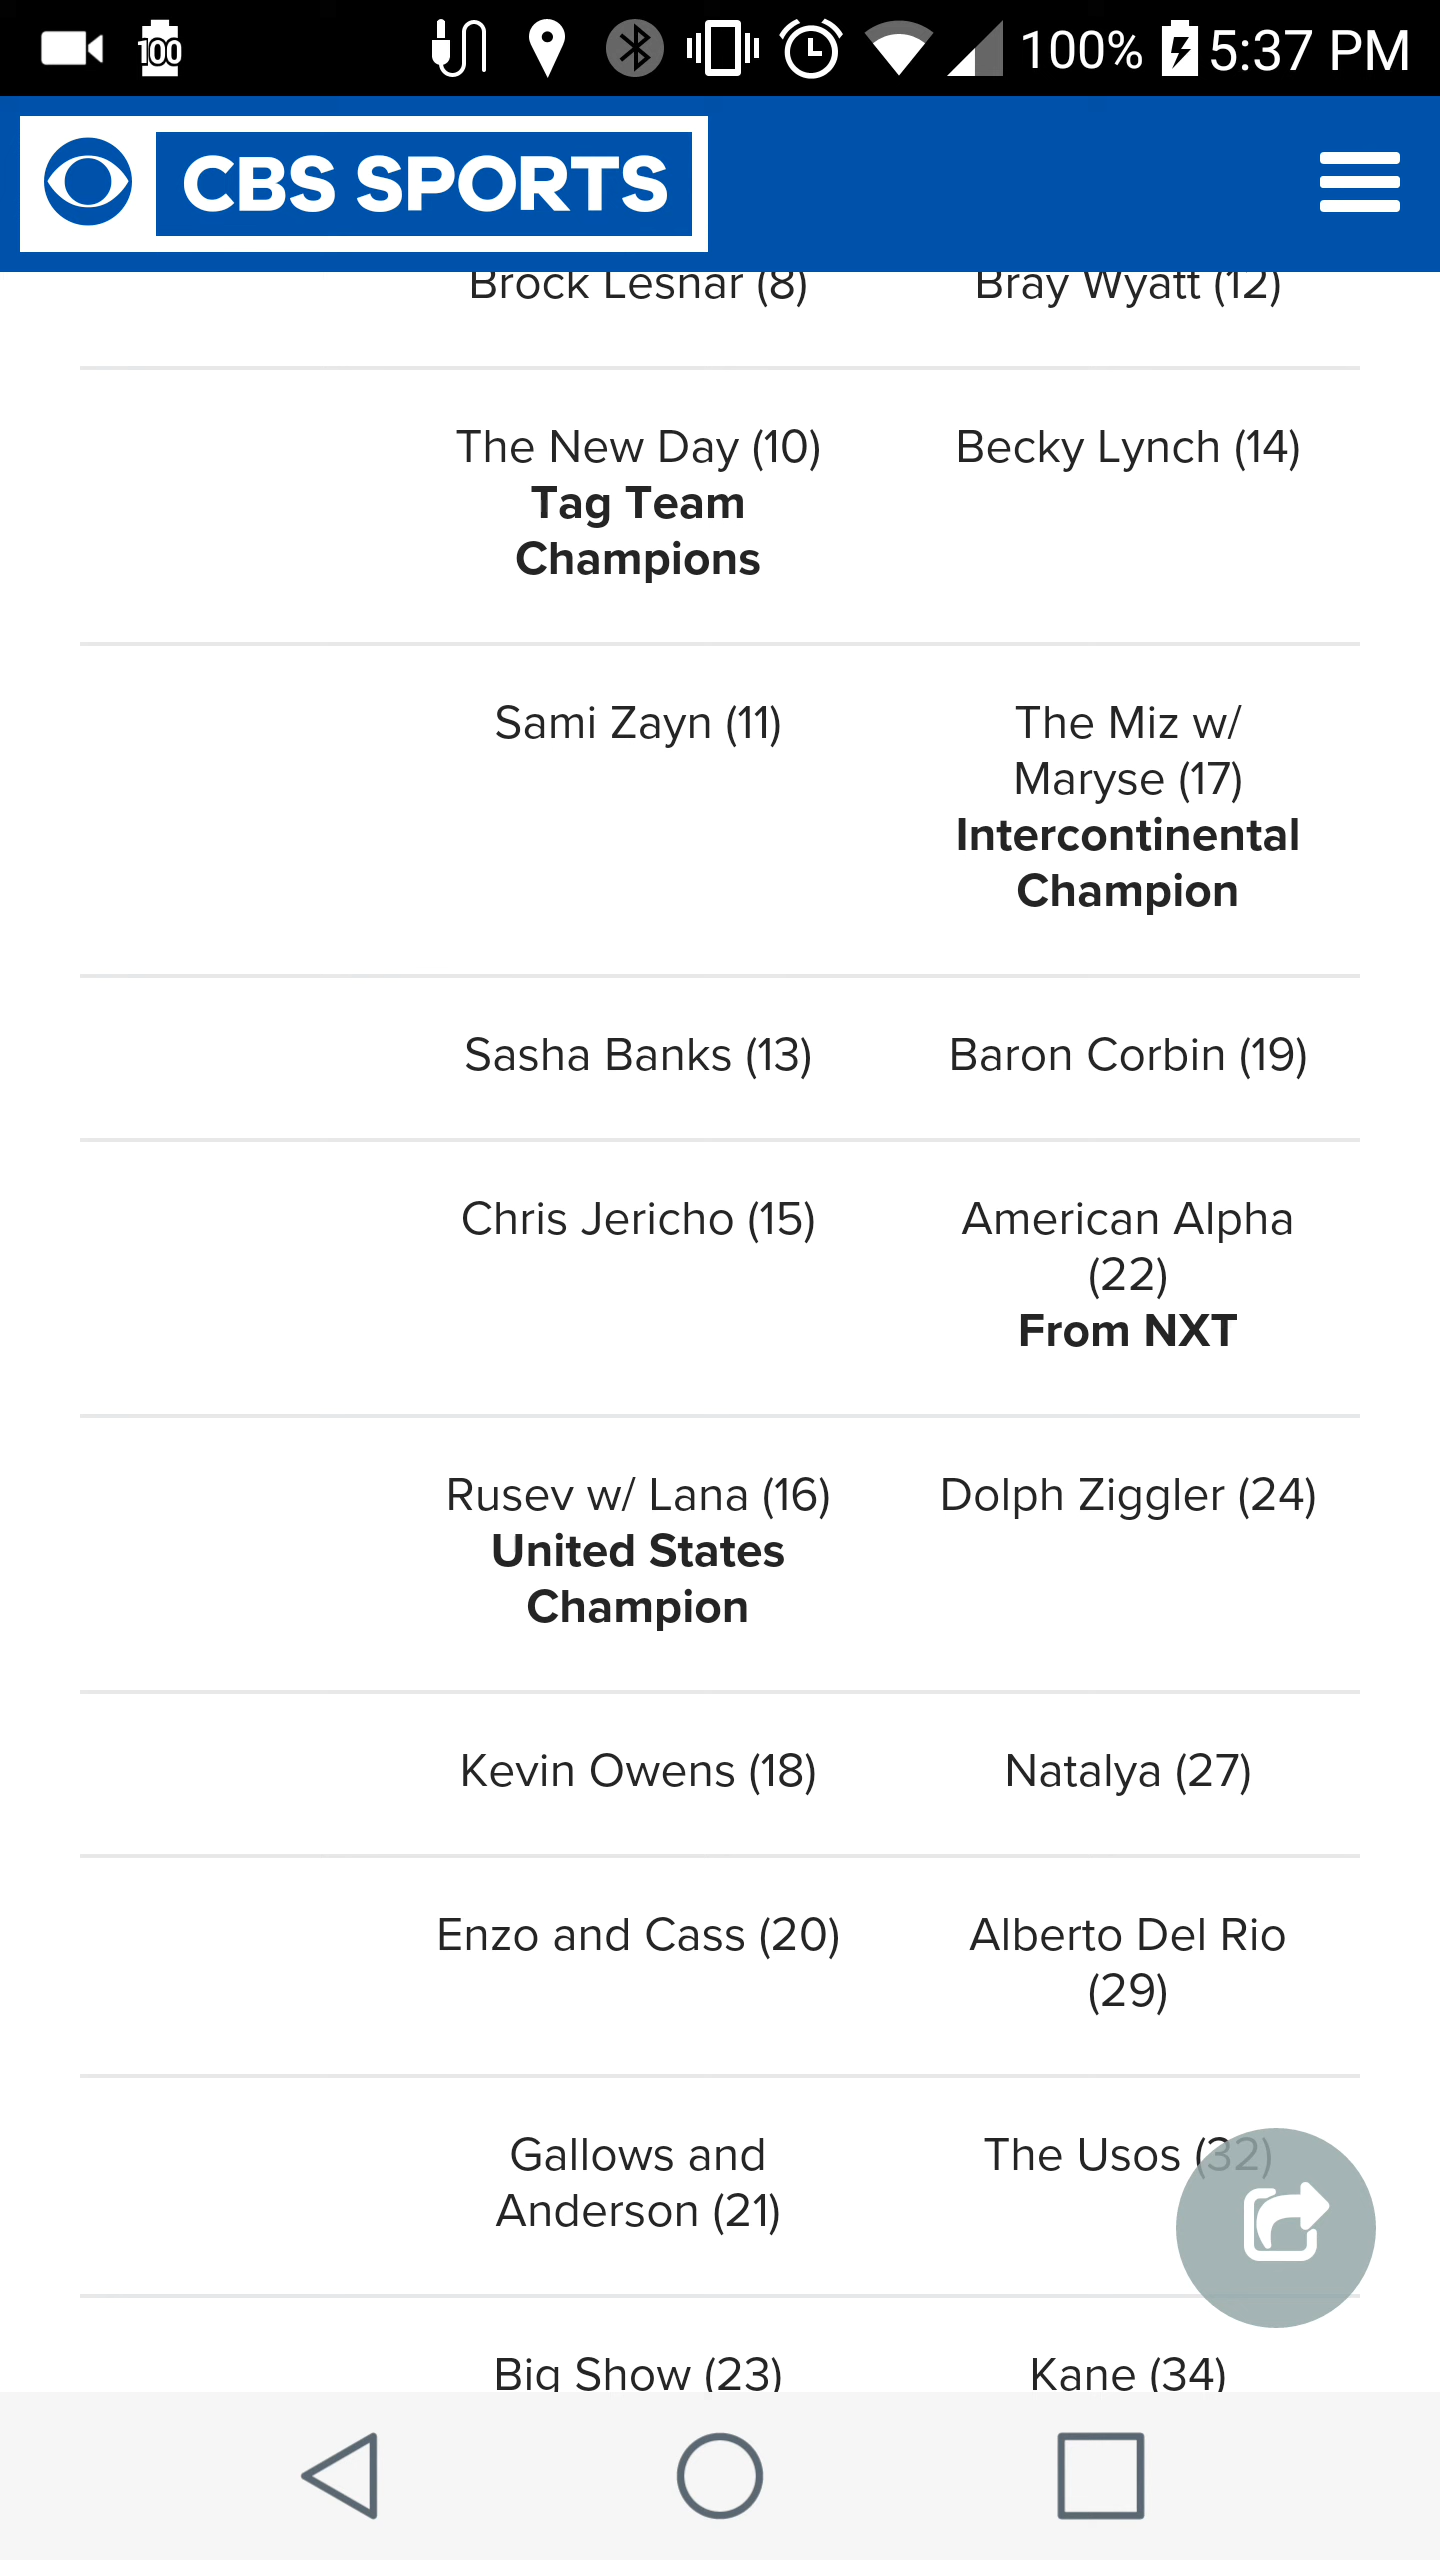 100
100%
5:37 PM
CBS SPORTS
Brock Lesnar (8)
Bray Wyatt (12)
The New Day (10)
Tag Team
Champions
Becky Lynch (14)
Sami Zayn (11)
The Miz w/
Maryse (17)
Intercontinental
Champion
Sasha Banks (13)
Baron Corbin (19)
Chris Jericho (15)
American Alpha
(22)
From NXT
Rusev w/ Lana (16)
United States
Champion
Dolph Ziggler (24)
Kevin Owens (18)
Natalya (27)
Enzo and Cass (20)
Alberto Del Rio
(29)
Gallows and
Anderson (21)
The Usos (32)
Big Show (23)
Kane (34)